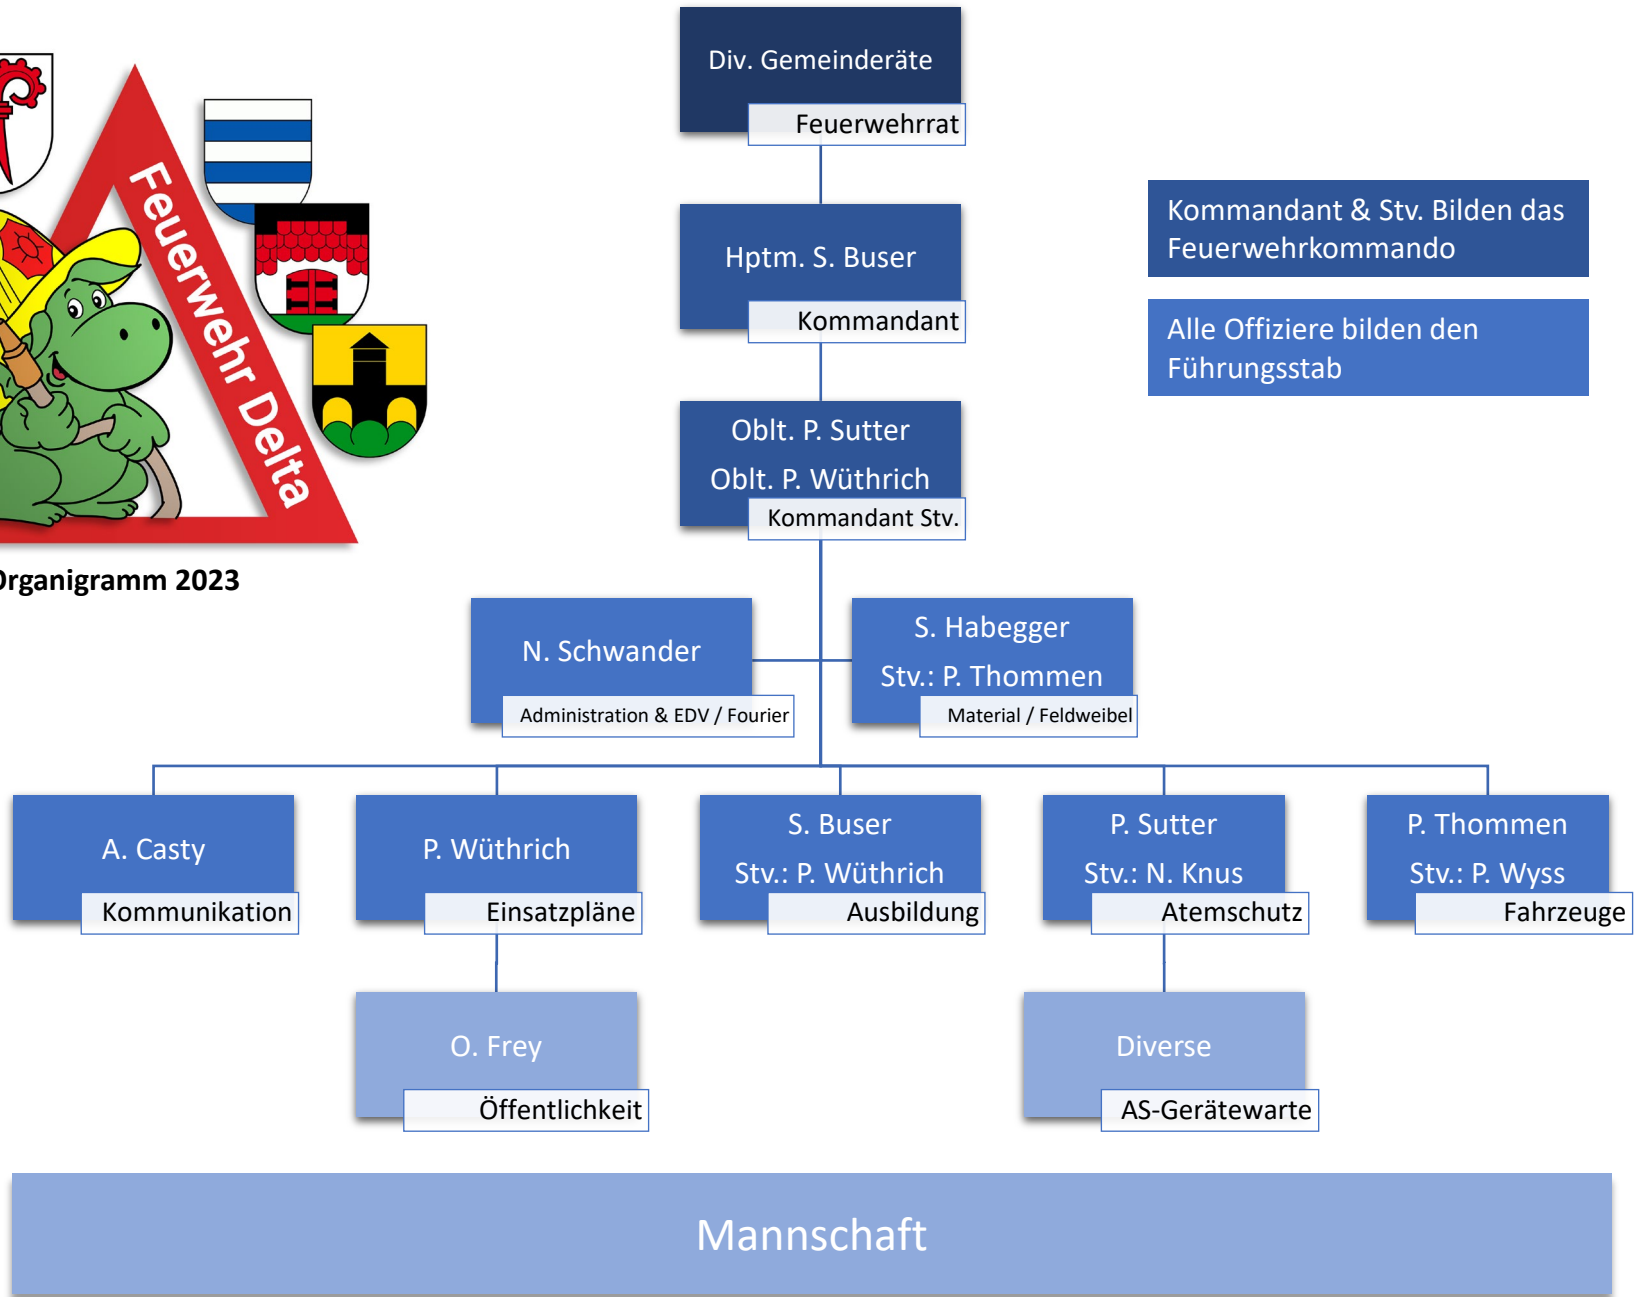 Div. Gemeinderäte
Feuerwehrrat
Feuerwehr Delta
Organigramm 2023
Hptm. S. Buser
Kommandant
Kommandant & Stv. Bilden das
Feuerwehrkommando
Alle Offiziere bilden den
Führungsstab
Oblt. P. Sutter
Oblt. P. Wüthrich
Kommandant Stv.
N. Schwander
Administration & EDV / Fourier
S. Habegger
Stv.: P. Thommen
Material / Feldweibel
A. Casty
Kommunikation
P. Wüthrich
Einsatzpläne
S. Buser
Stv.: P. Wüthrich
Ausbildung
P. Sutter
Stv.: N. Knus
Atemschutz
P. Thommen
Stv.: P. Wyss
Fahrzeuge
O. Frey
Öffentlichkeit
Diverse
AS-Gerätewarte
Mannschaft